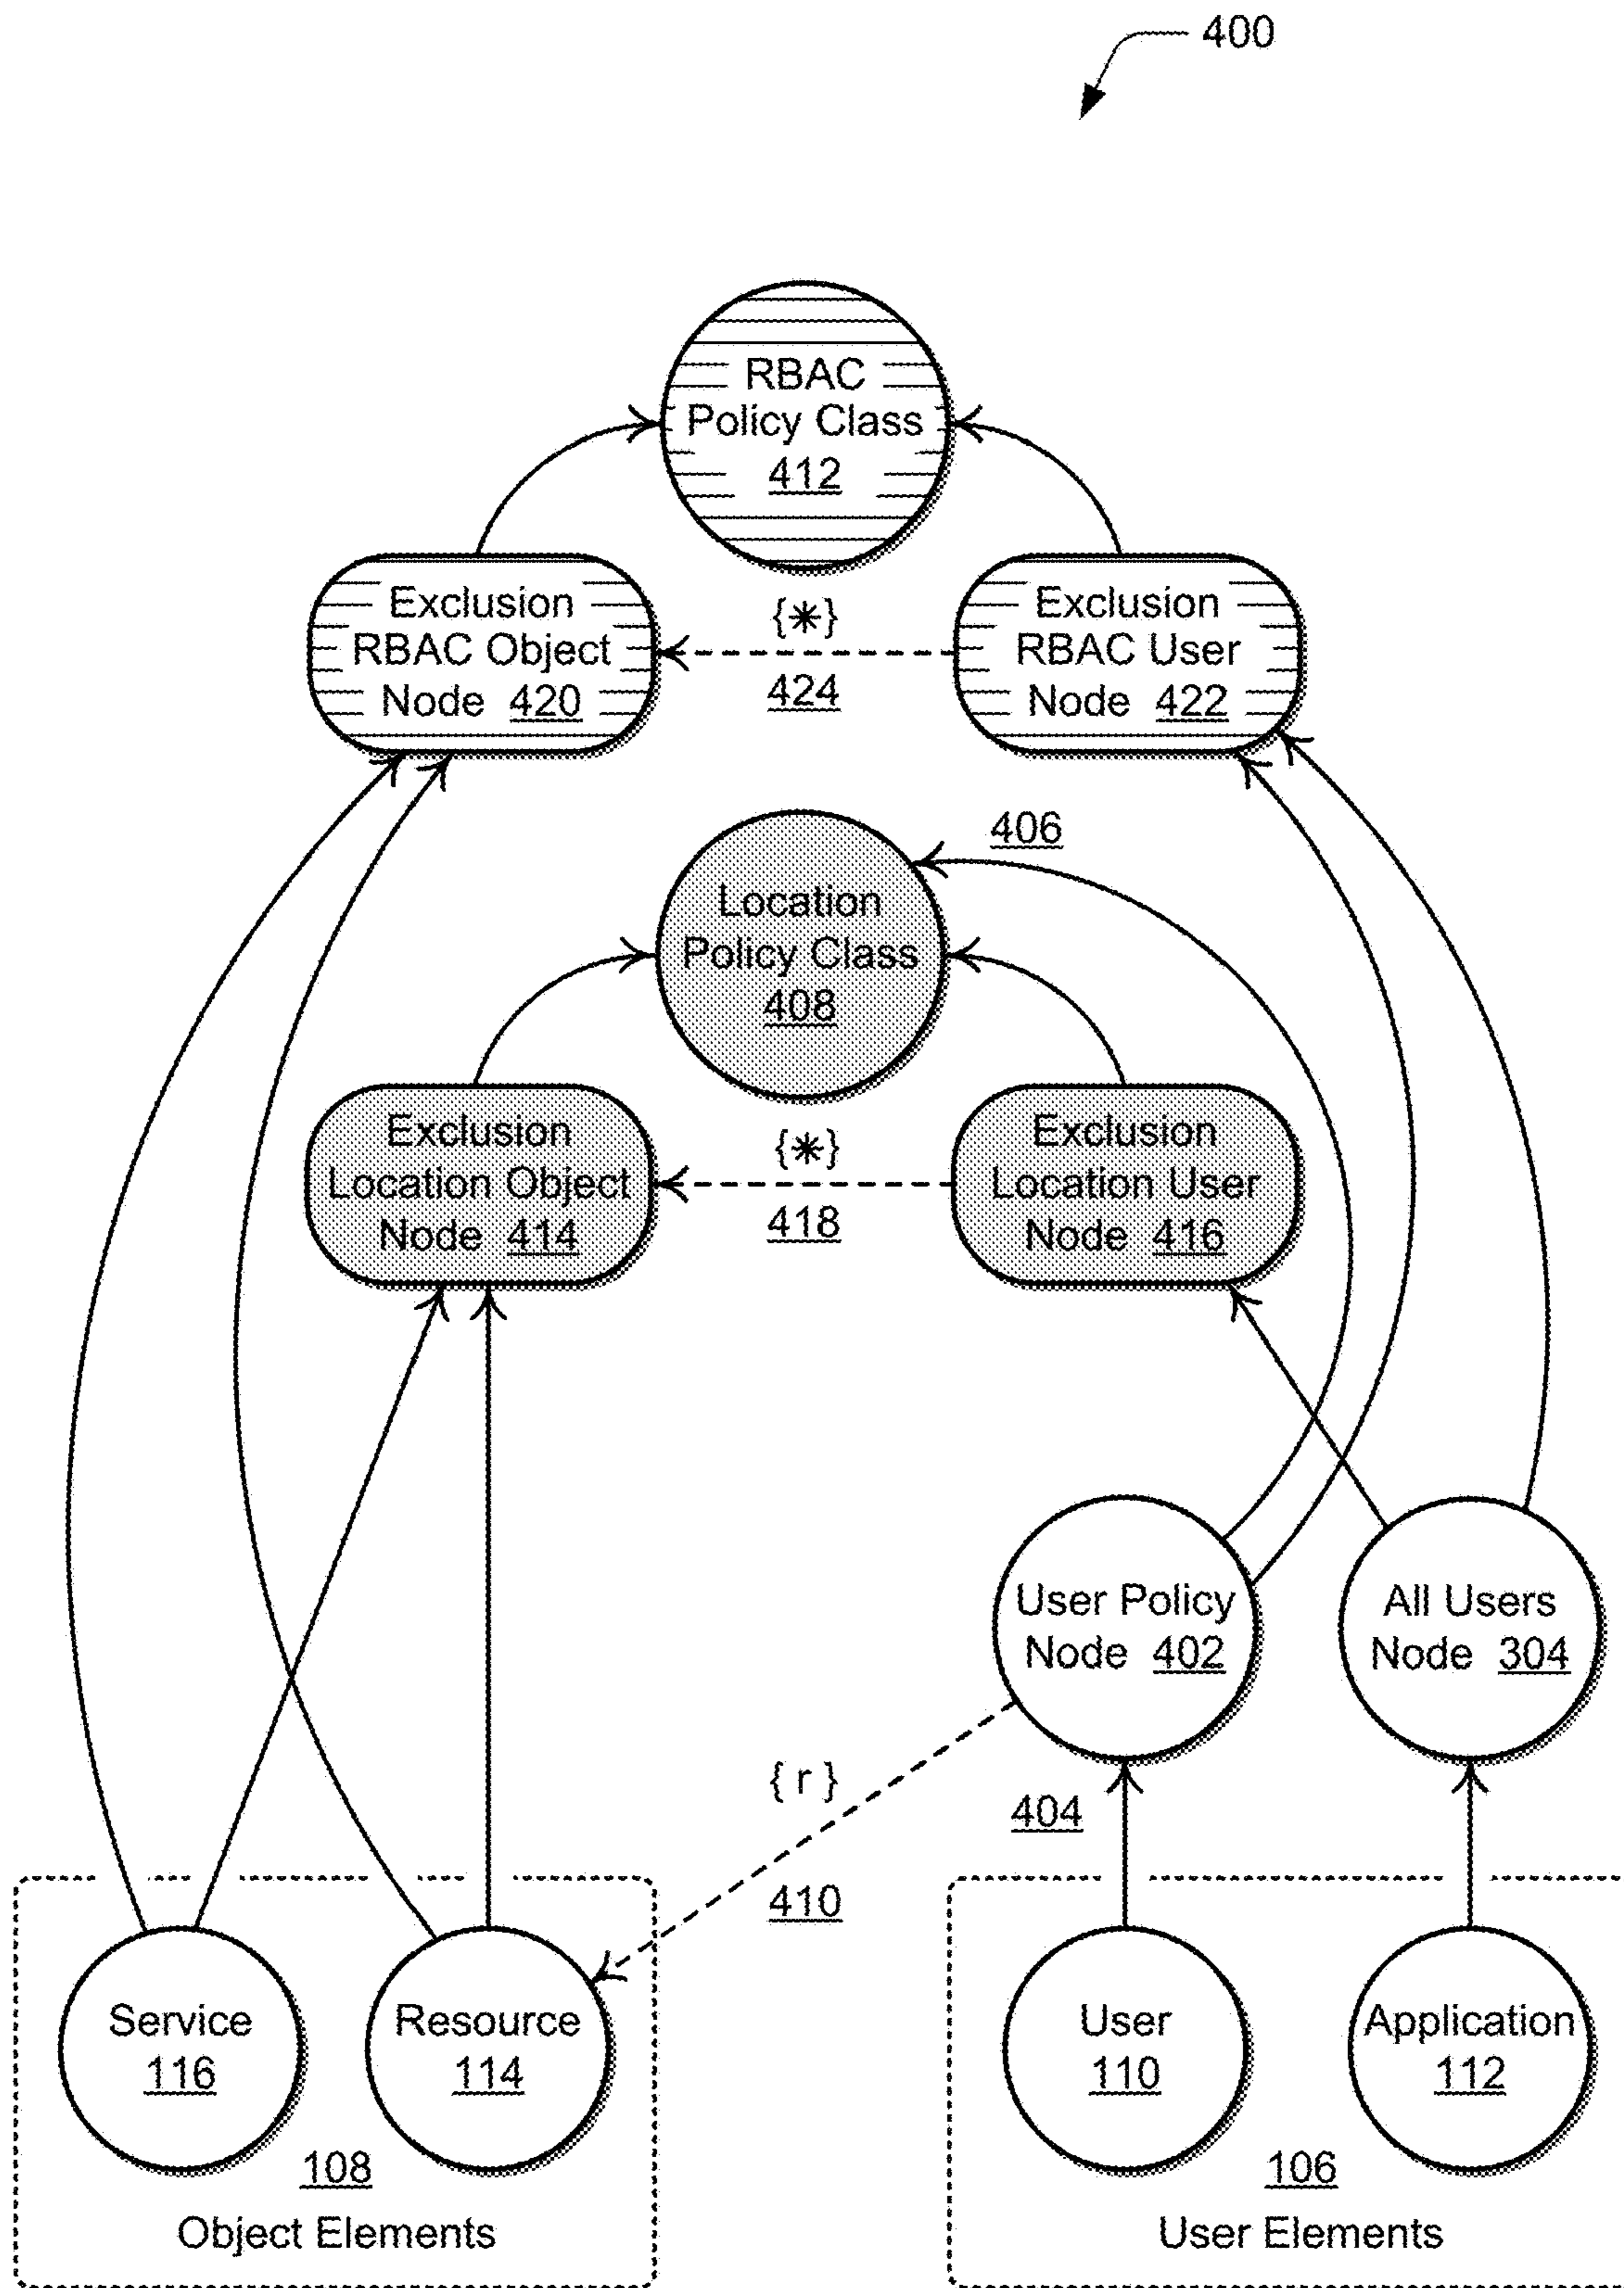 400
RBAC
Policy Class
412
Exclusion
RBAC Object
Node 420
{*}
424
Exclusion
RBAC User
Node 422
406
Location
Policy Class
408
Exclusion
Location Object
Node 414
{*}
418
Exclusion
Location User
Node 416
User Policy
Node 402
All Users
Node 304
{ r }
410
404
Service
116
Resource
114
User
110
Application
112
108
Object Elements
106
User Elements